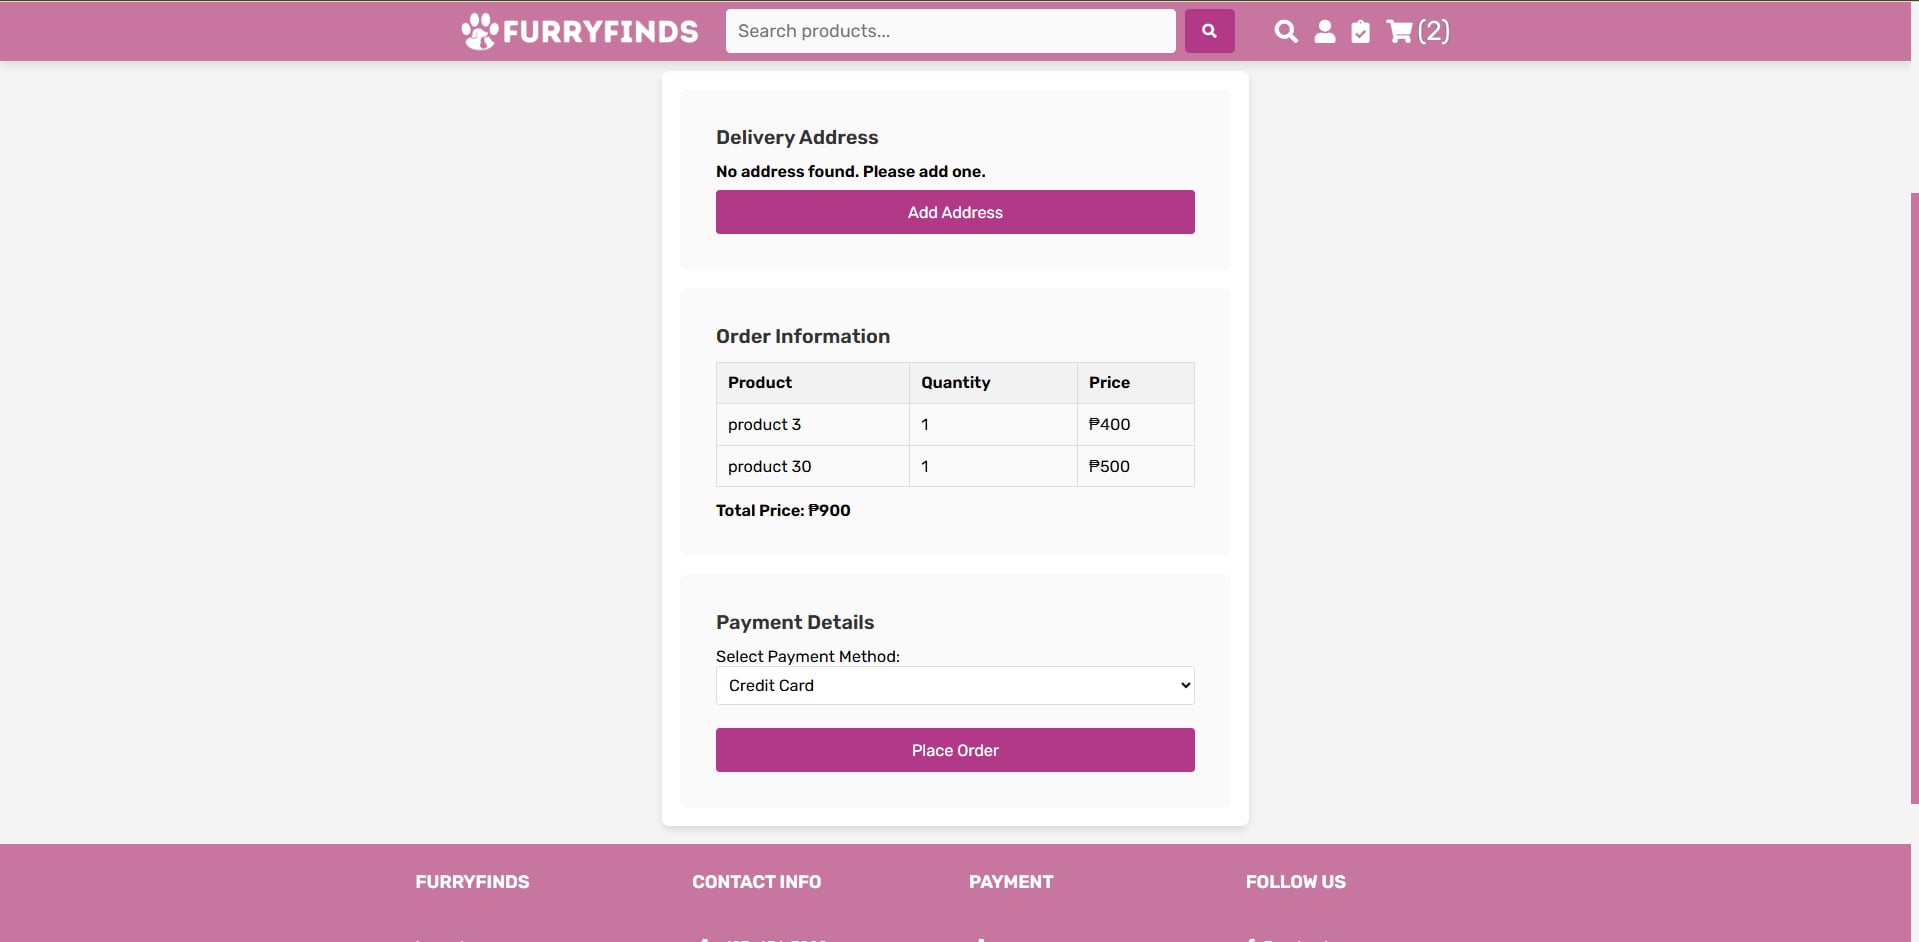 FURRYFINDS
Search products...
(2)
Delivery Address
No address found. Please add one.
Add Address
Order Information
Product Quantity Price
product 3 1 ₱400
product 30 1 ₱500
Total Price: ₱900
Payment Details
Select Payment Method:
Credit Card
Place Order
FURRYFINDS CONTACT INFO PAYMENT FOLLOW US